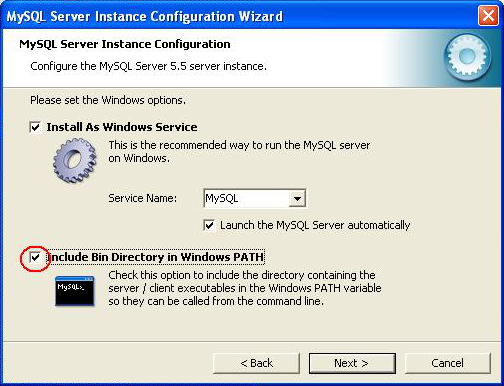 MySQL Server Instance Configuration Wizard
MySQL Server Instance Configuration
Configure the MySQL Server 5.5 server instance.
Please set the Windows options.
Install As Windows Service
This is the recommended way to run the MySQL server
on Windows.
Service Name:
MySQL
Launch the MySQL Server automatically
Include Bin Directory in Windows PATH
MySQL>_
Check this option to include the directory containing the
server / client executables in the Windows PATH variable
so they can be called from the command line.
< Back
Next >
Cancel